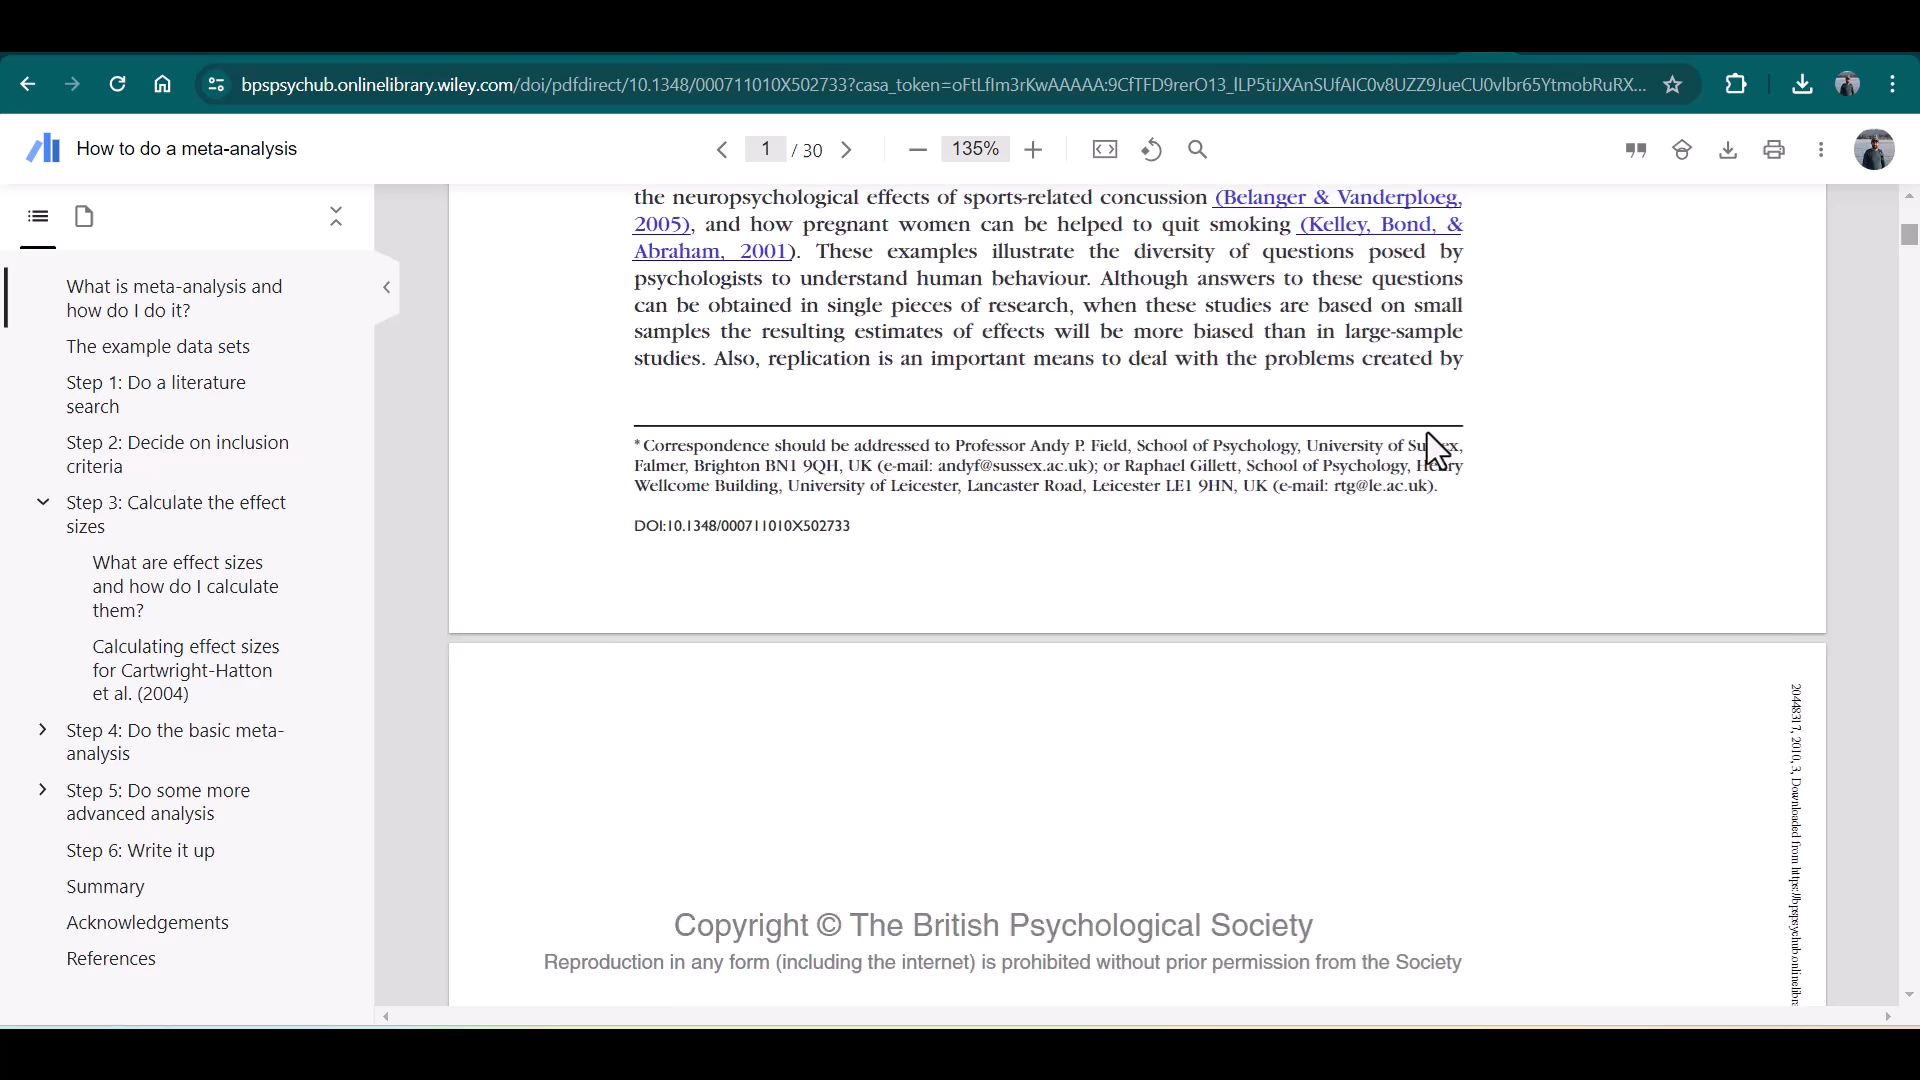 bpspsychub.onlinelibrary.wiley.com/doi/pdfdirect/10.1348/000711010X502733?casa_token=oFtLfIm3rKwAAAAA:9CfTFD9rerO13_lLP5tiJXAnSUfAIC0v8UZZ9JueCU0vlbr65YtmobRuRX...
How to do a meta-analysis
1 / 30
135%
What is meta-analysis and
how do I do it?
The example data sets
Step 1: Do a literature
search
Step 2: Decide on inclusion
criteria
Step 3: Calculate the effect
sizes
What are effect sizes
and how do I calculate
them?
Calculating effect sizes
for Cartwright-Hatton
et al. (2004)
Step 4: Do the basic meta-
analysis
Step 5: Do some more
advanced analysis
Step 6: Write it up
Summary
Acknowledgements
References
the neuropsychological effects of sports-related concussion (Belanger & Vanderploeg,
2005), and how pregnant women can be helped to quit smoking (Kelley, Bond, &
Abraham, 2001). These examples illustrate the diversity of questions posed by
psychologists to understand human behaviour. Although answers to these questions
can be obtained in single pieces of research, when these studies are based on small
samples the resulting estimates of effects will be more biased than in large-sample
studies. Also, replication is an important means to deal with the problems created by
* Correspondence should be addressed to Professor Andy P. Field, School of Psychology, University of Sussex,
Falmer, Brighton BN1 9QH, UK (e-mail: andyf@sussex.ac.uk); or Raphael Gillett, School of Psychology, Henry
Wellcome Building, University of Leicester, Lancaster Road, Leicester LE1 9HN, UK (e-mail: rtg@le.ac.uk).
DOI:10.1348/000711010X502733
Copyright © The British Psychological Society
Reproduction in any form (including the internet) is prohibited without prior permission from the Society
20448317, 2010, 3, Downloaded from https://bpspsychub.onlinelibra